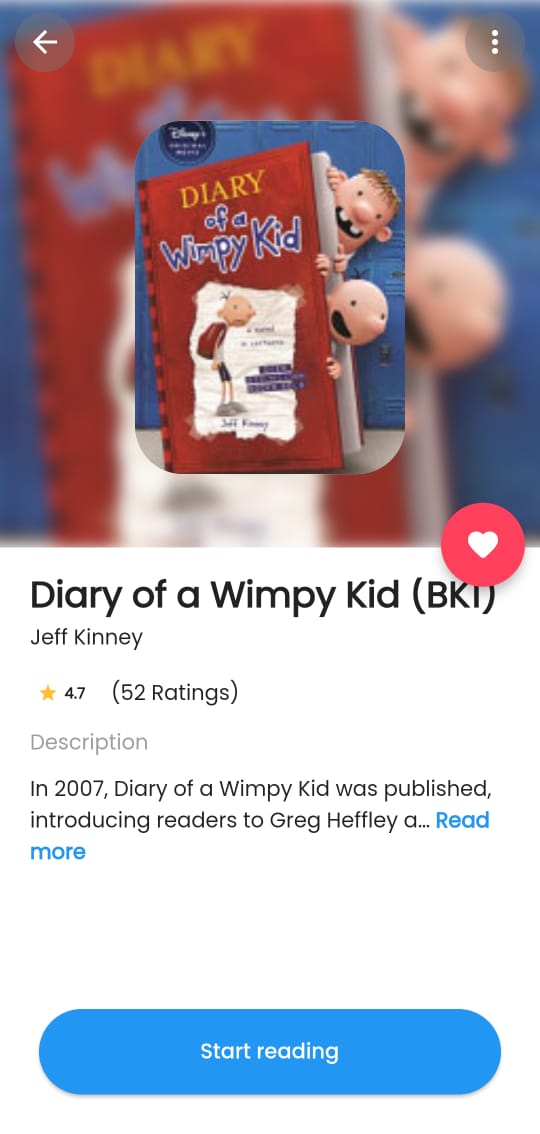 Disney's
ORIGINAL
MOVIE
DIARY
of a
Wimpy Kid
a novel
in cartoons
Jeff Kinney
Diary of a Wimpy Kid (BK1)
Jeff Kinney
4.7 (52 Ratings)
Description
In 2007, Diary of a Wimpy Kid was published,
introducing readers to Greg Heffley a... Read
more
Start reading